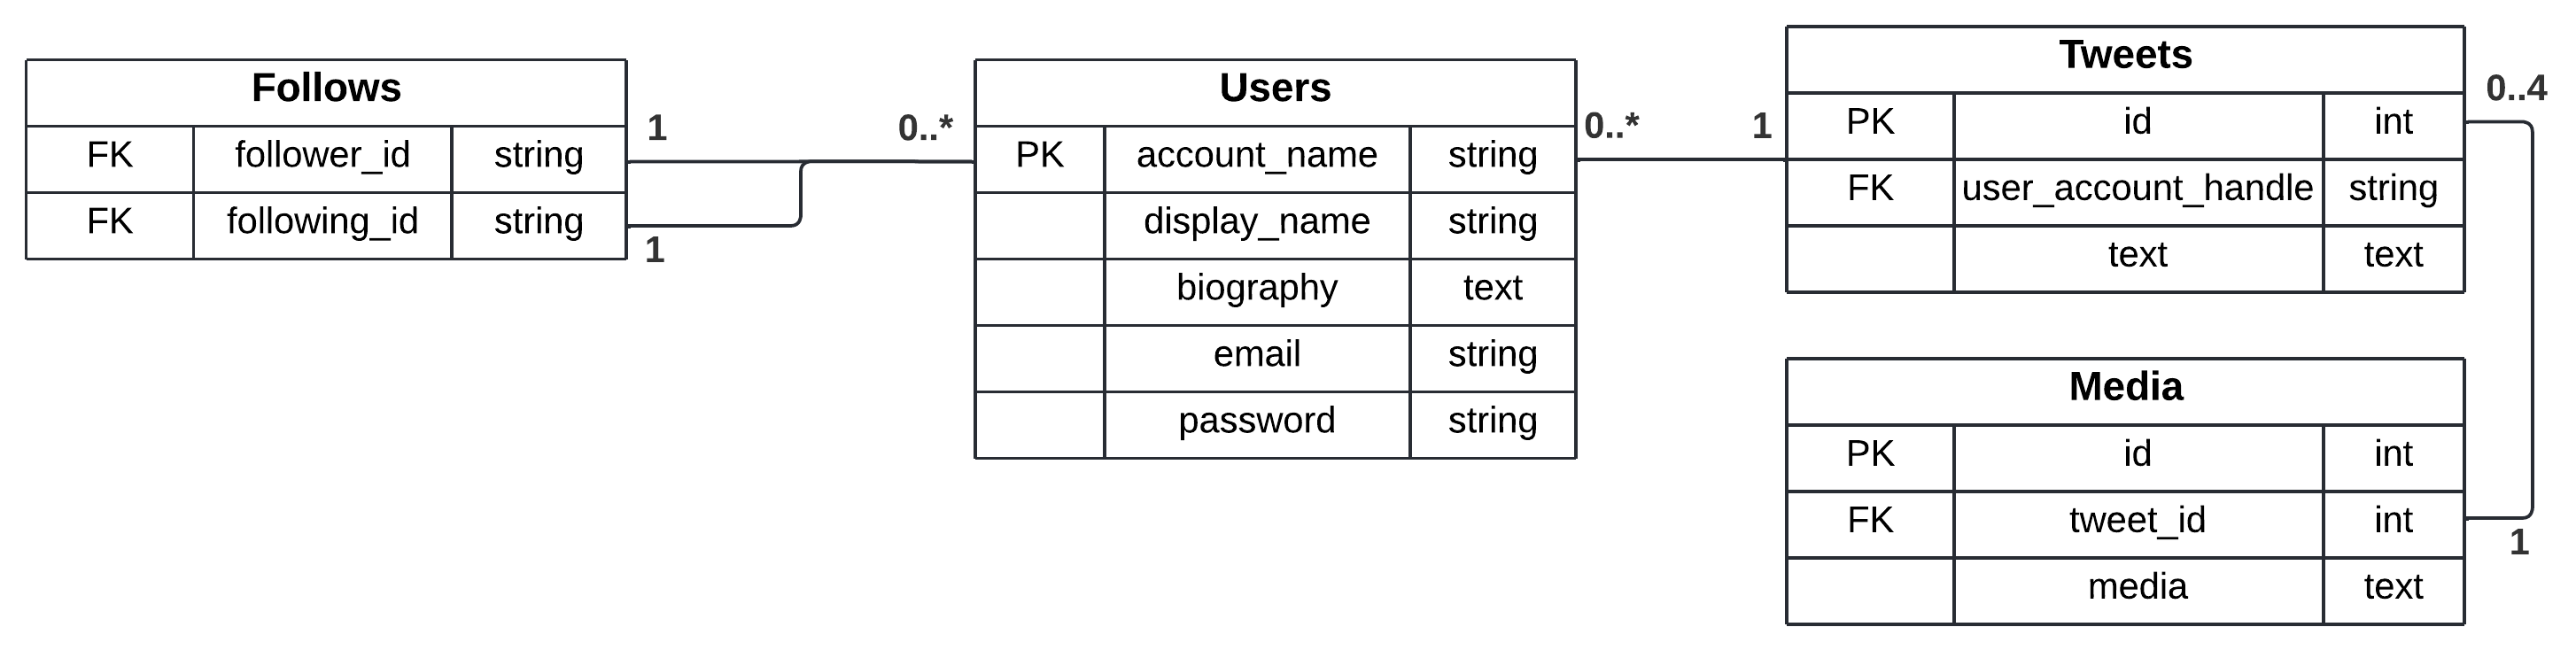 Follows
FK follower_id string
FK following_id string
1
1
0..*
Users
PK account_name string
display_name string
biography text
email string
password string
0..*
1
Tweets
PK id int
FK user_account_handle string
text text
0..4
Media
PK id int
FK tweet_id int
media text
1